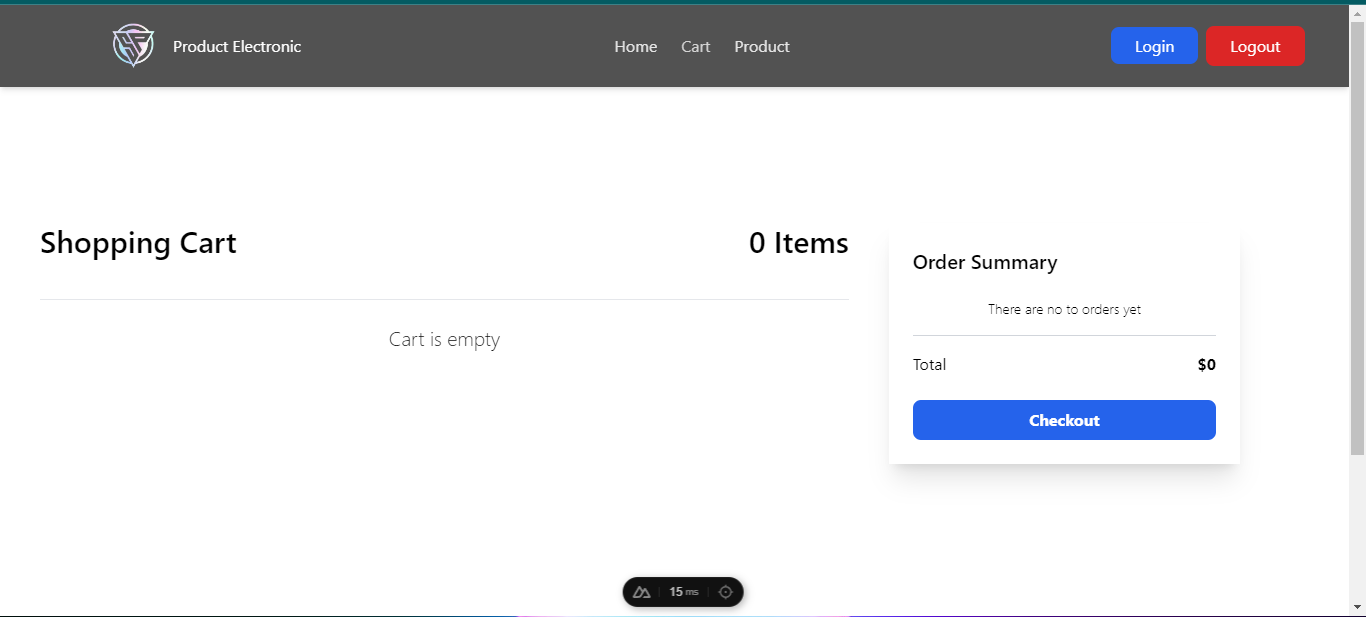 Product Electronic
Home Cart Product
Login Logout
Shopping Cart
0 Items
Cart is empty
Order Summary
There are no to orders yet
Total $0
Checkout
15 ms